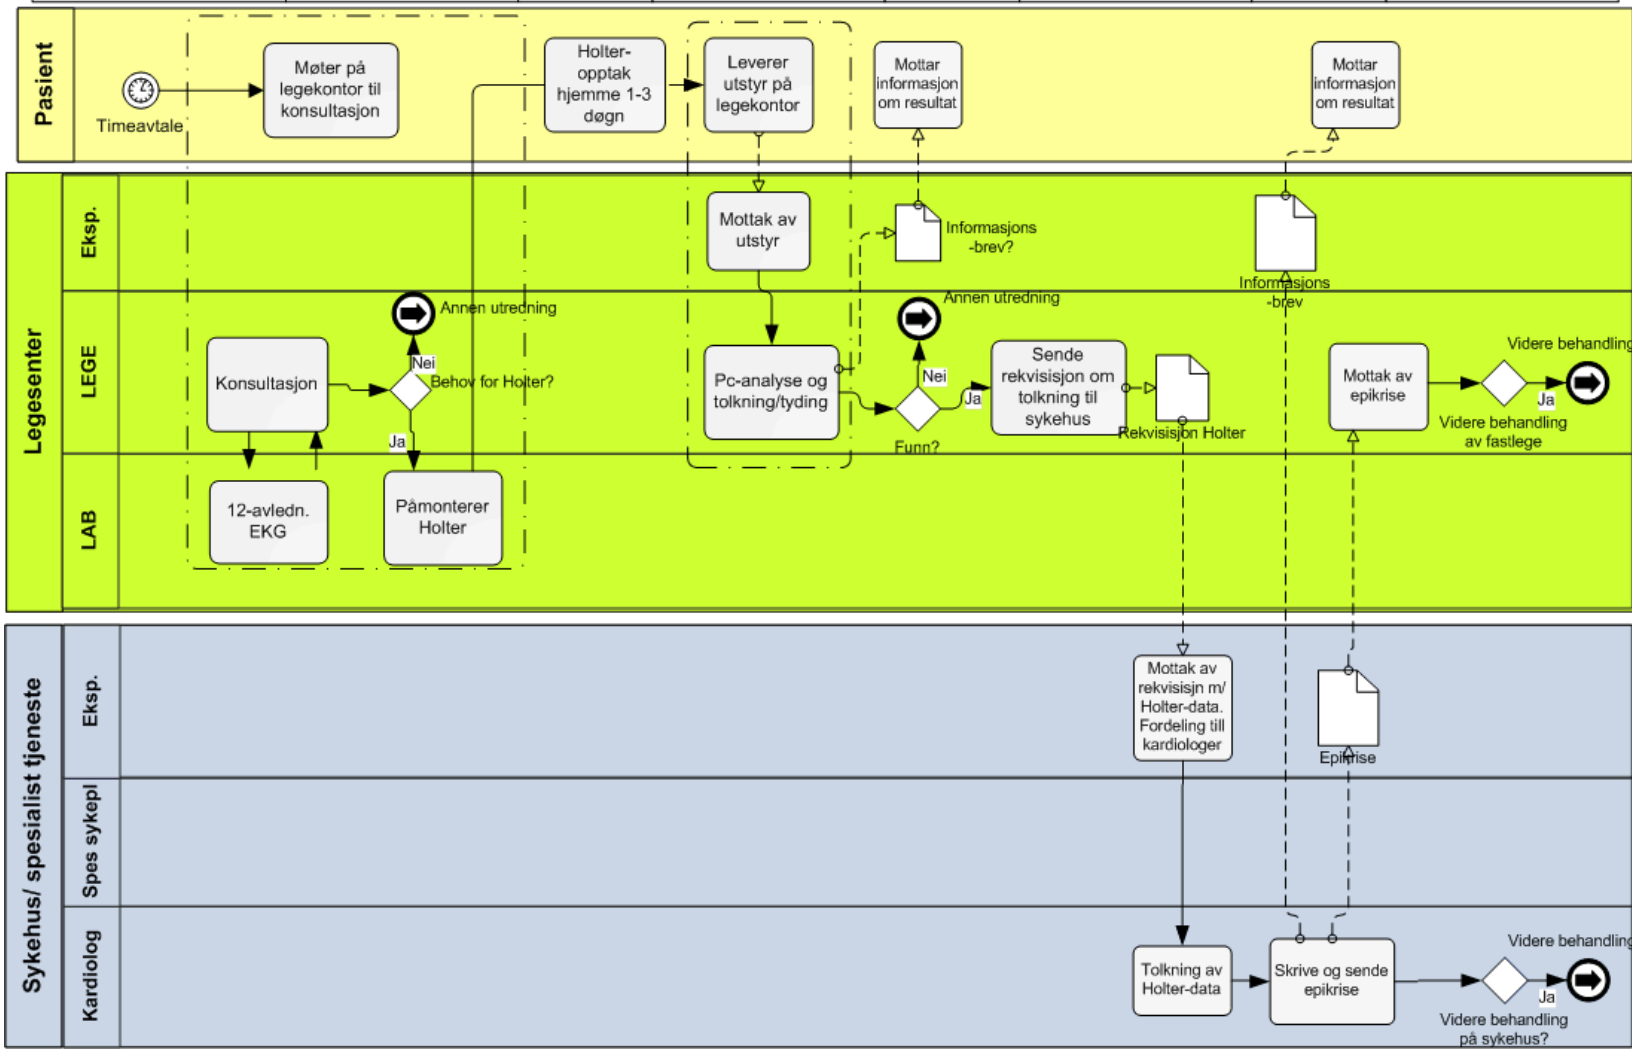 Pasient
Timeavtale
Møter på
legekontor til
konsultasjon
Holter-
opptak
hjemme 1-3
døgn
Leverer
utstyr på
legekontor
Mottar
informasjon
om resultat
Mottar
informasjon
om resultat
Legesenter
Eksp.
Mottak av
utstyr
Informasjons
-brev?
Informasjons
-brev
LEGE
Konsultasjon
Annen utredning
Nei
Behov for Holter?
Ja
Pc-analyse og
tolkning/tyding
Annen utredning
Nei
Funn?
Ja
Sende
rekvisisjon om
tolkning til
sykehus
Rekvisisjon Holter
Mottak av
epikrise
Videre behandling
Ja
Videre behandling
av fastlege
LAB
12-avledn.
EKG
Påmonterer
Holter
Sykehus/ spesialist tjeneste
Eksp.
Mottak av
rekvisisjn m/
Holter-data.
Fordeling till
kardiologer
Epikrise
Spes sykepl
Kardiolog
Tolkning av
Holter-data
Skrive og sende
epikrise
Videre behandling
Ja
Videre behandling
på sykehus?